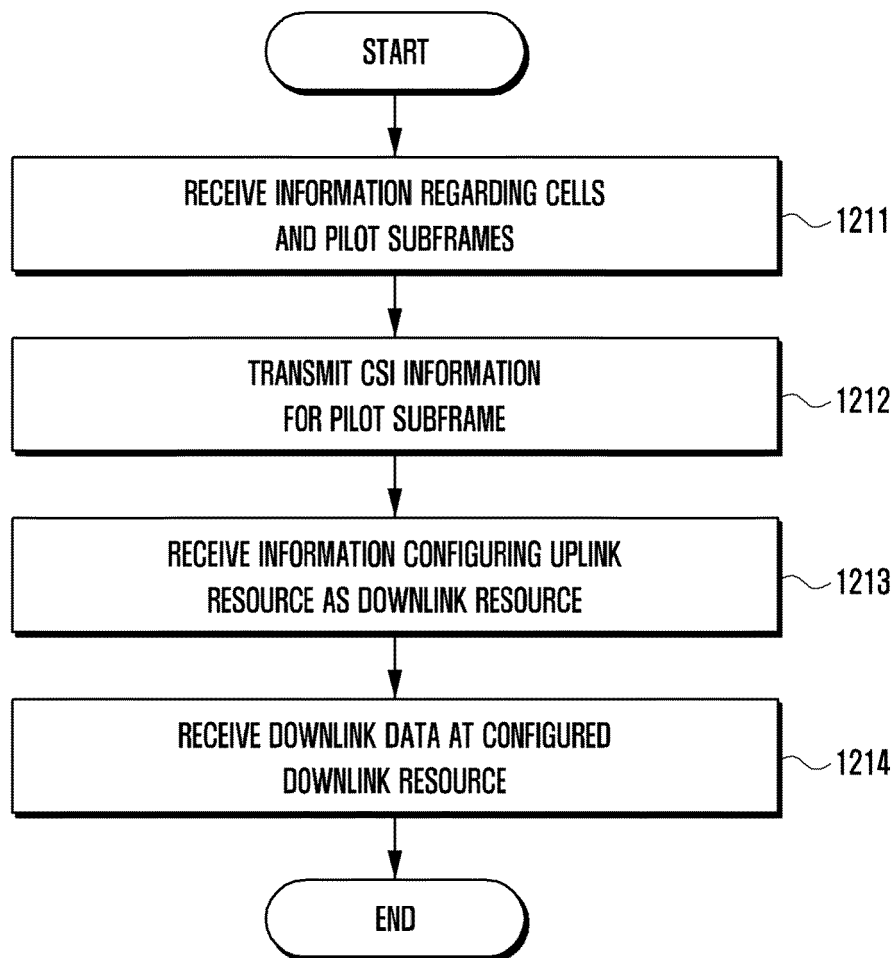 START
RECEIVE INFORMATION REGARDING CELLS
AND PILOT SUBFRAMES
1211
TRANSMIT CSI INFORMATION
FOR PILOT SUBFRAME
1212
RECEIVE INFORMATION CONFIGURING UPLINK
RESOURCE AS DOWNLINK RESOURCE
1213
RECEIVE DOWNLINK DATA AT CONFIGURED
DOWNLINK RESOURCE
1214
END